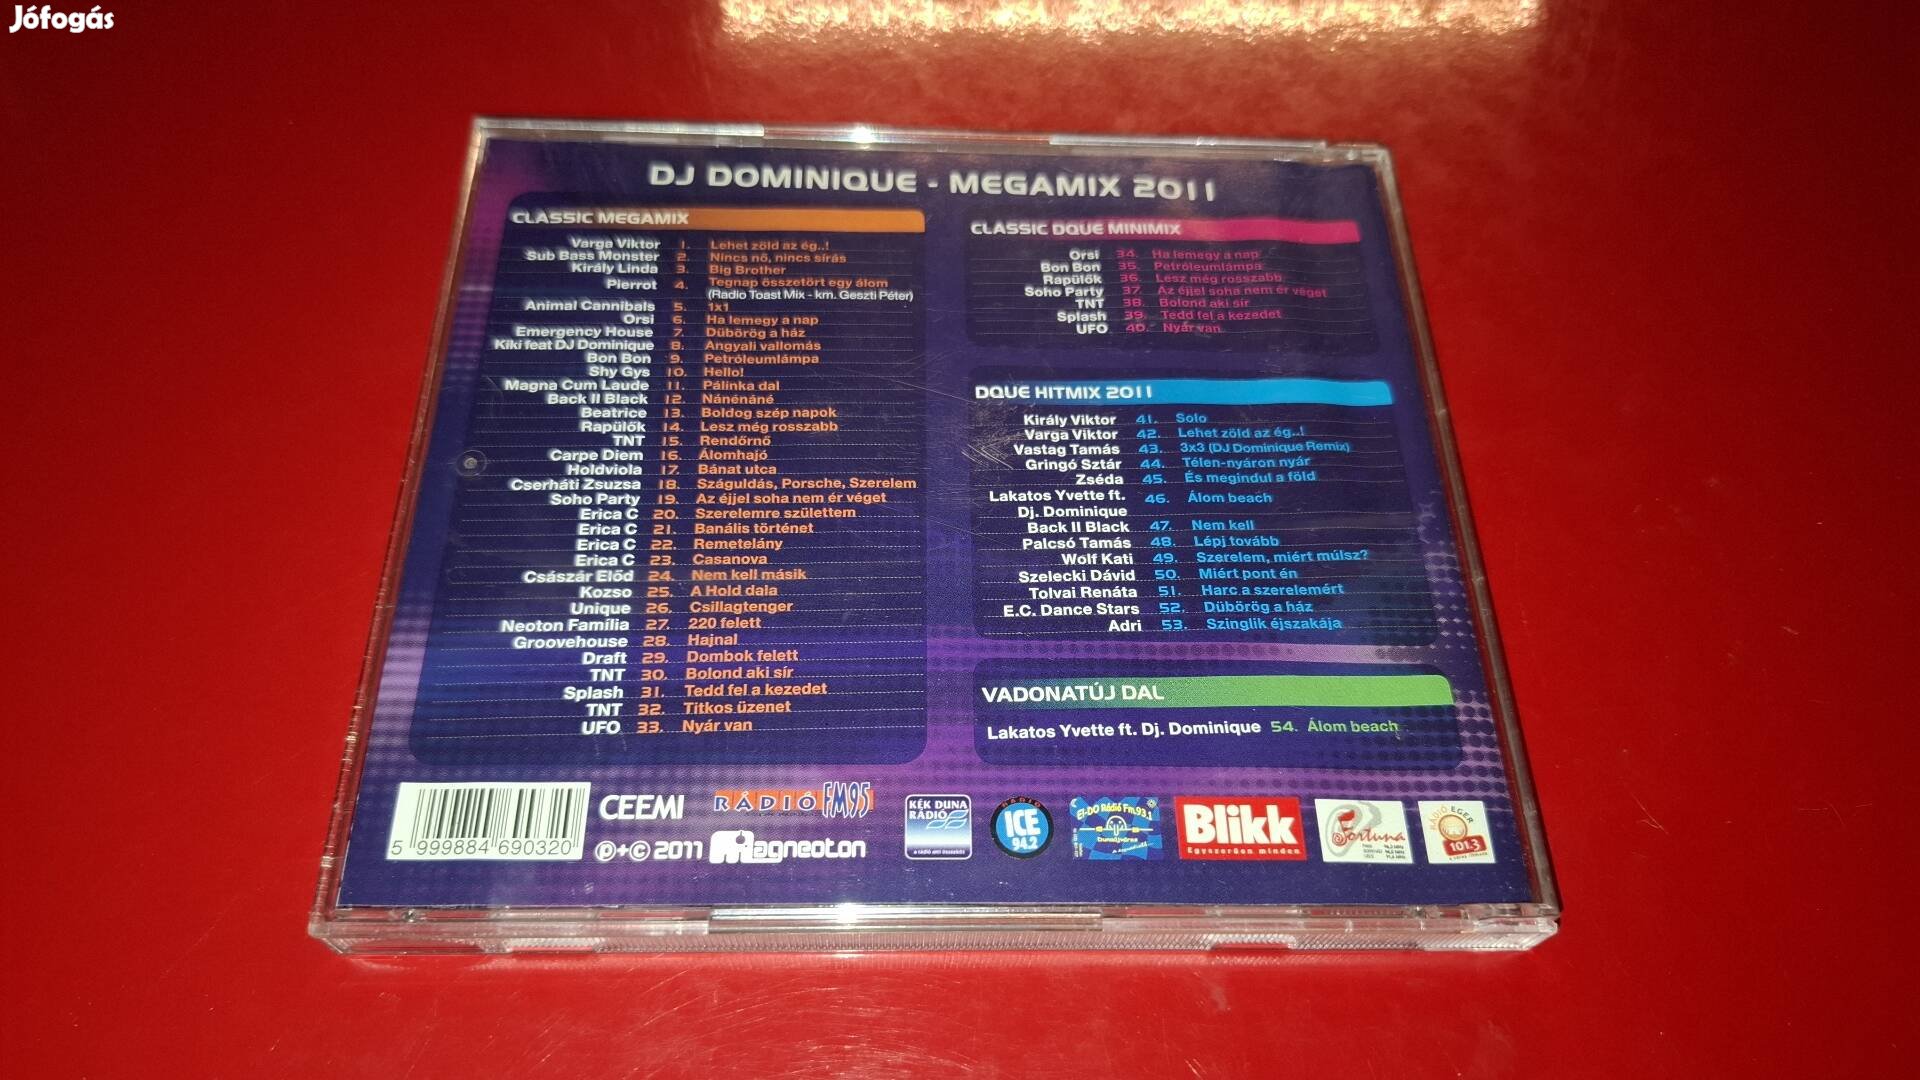 Jófogás
DJ DOMINIQUE - MEGAMIX 2011
CLASSIC MEGAMIX
Varga Viktor 1. Lehet zöld az ég..!
Sub Bass Monster 2. Nincs nő, nincs sírás
Király Linda 3. Big Brother
Pierrot 4. Tegnap összetört egy álom
(Radio Toast Mix - km. Geszti Péter)
Animal Cannibals 5. 1x1
Orsi 6. Ha lemegy a nap
Emergency House 7. Dübörög a ház
Kiki feat DJ Dominique 8. Angyali vallomás
Bon Bon 9. Petróleumlámpa
Shy Gys 10. Hello!
Magna Cum Laude 11. Pálinka dal
Back II Black 12. Nánénáné
Beatrice 13. Boldog szép napok
Rapülők 14. Lesz még rosszabb
TNT 15. Rendőrnő
Carpe Diem 16. Álomhajó
Holdviola 17. Bánat utca
Cserháti Zsuzsa 18. Száguldás, Porsche, Szerelem
Soho Party 19. Az éjjel soha nem ér véget
Erica C 20. Szerelemre születtem
Erica C 21. Banális történet
Erica C 22. Remetelány
Erica C 23. Casanova
Császár Előd 24. Nem kell másik
Kozso 25. A Hold dala
Unique 26. Csillagtenger
Neoton Família 27. 220 felett
Groovehouse 28. Hajnal
Draft 29. Dombok felett
TNT 30. Bolond aki sír
Splash 31. Tedd fel a kezedet
TNT 32. Titkos üzenet
UFO 33. Nyár van
CLASSIC DQUE MINIMIX
Orsi 34. Ha lemegy a nap
Bon Bon 35. Petróleumlámpa
Rapülők 36. Lesz még rosszabb
Soho Party 37. Az éjjel soha nem ér véget
TNT 38. Bolond aki sír
Splash 39. Tedd fel a kezedet
UFO 40. Nyár van
DQUE HITMIX 2011
Király Viktor 41. Solo
Varga Viktor 42. Lehet zöld az ég..!
Vastag Tamás 43. 3x3 (DJ Dominique Remix)
Gringó Sztár 44. Télen-nyáron nyár
Zséda 45. És megindul a föld
Lakatos Yvette ft. 46. Álom beach
Dj. Dominique
Back II Black 47. Nem kell
Palcsó Tamás 48. Lépj tovább
Wolf Kati 49. Szerelem, miért múlsz?
Szelecki Dávid 50. Miért pont én
Tolvai Renáta 51. Harc a szerelemért
E.C. Dance Stars 52. Dübörög a ház
Adri 53. Szinglik éjszakája
VADONATÚJ DAL
Lakatos Yvette ft. Dj. Dominique 54. Álom beach
5 999884 690320
CEEMI
RÁDIÓ FM95
℗+© 2011 Magneoton
KÉK DUNA
RÁDIÓ
RÁDIÓ
ICE
94.2
El-DO Rádió Fm.93.1
Dunaújváros
Blikk
Egyszerűen minden
Fortuna
RÁDIÓ EGER
101.3